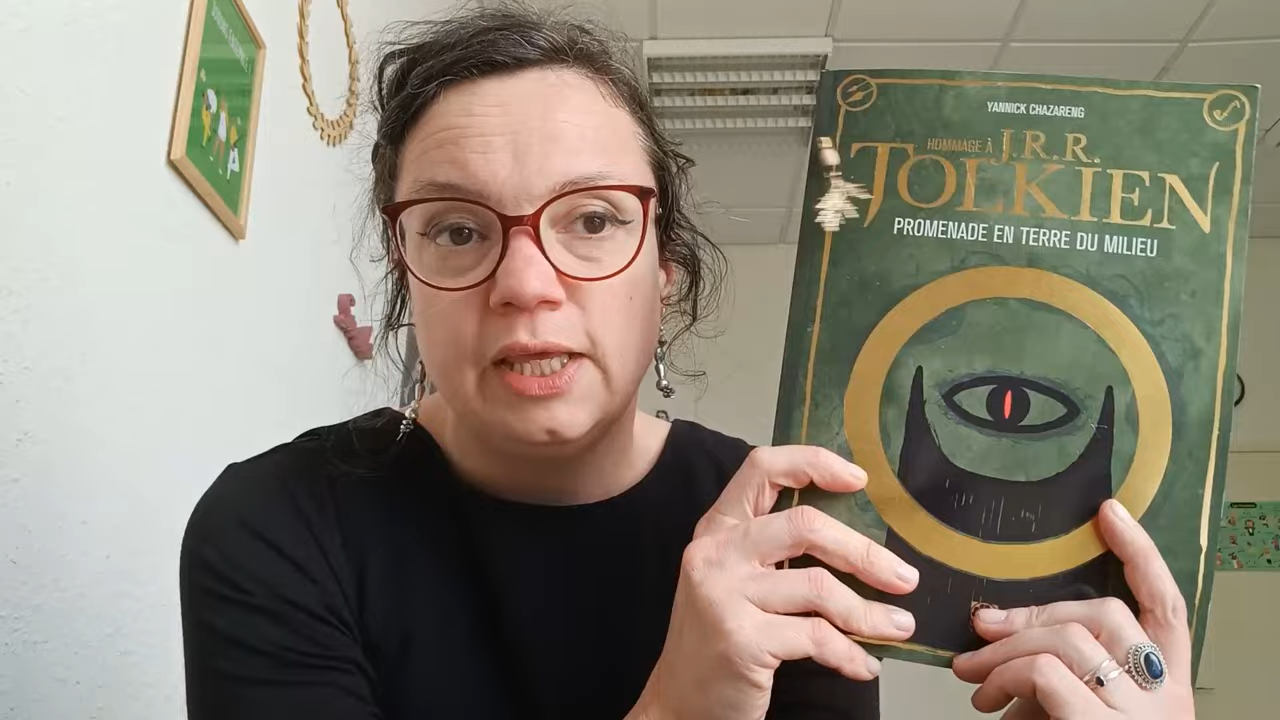 YANNICK CHAZARENG
HOMMAGE À J.R.R.
TOLKIEN
PROMENADE EN TERRE DU MILIEU